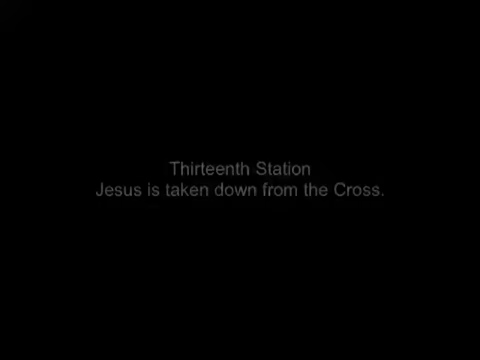 Thirteenth Station
Jesus is taken down from the Cross.